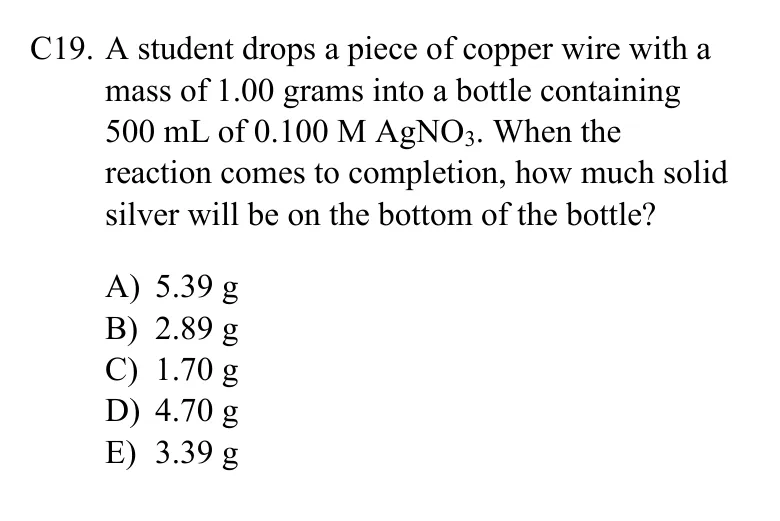 C19. A student drops a piece of copper wire with a
mass of 1.00 grams into a bottle containing
500 mL of 0.100 M AgNO₃. When the
reaction comes to completion, how much solid
silver will be on the bottom of the bottle?
A) 5.39 g
B) 2.89 g
C) 1.70 g
D) 4.70 g
E) 3.39 g